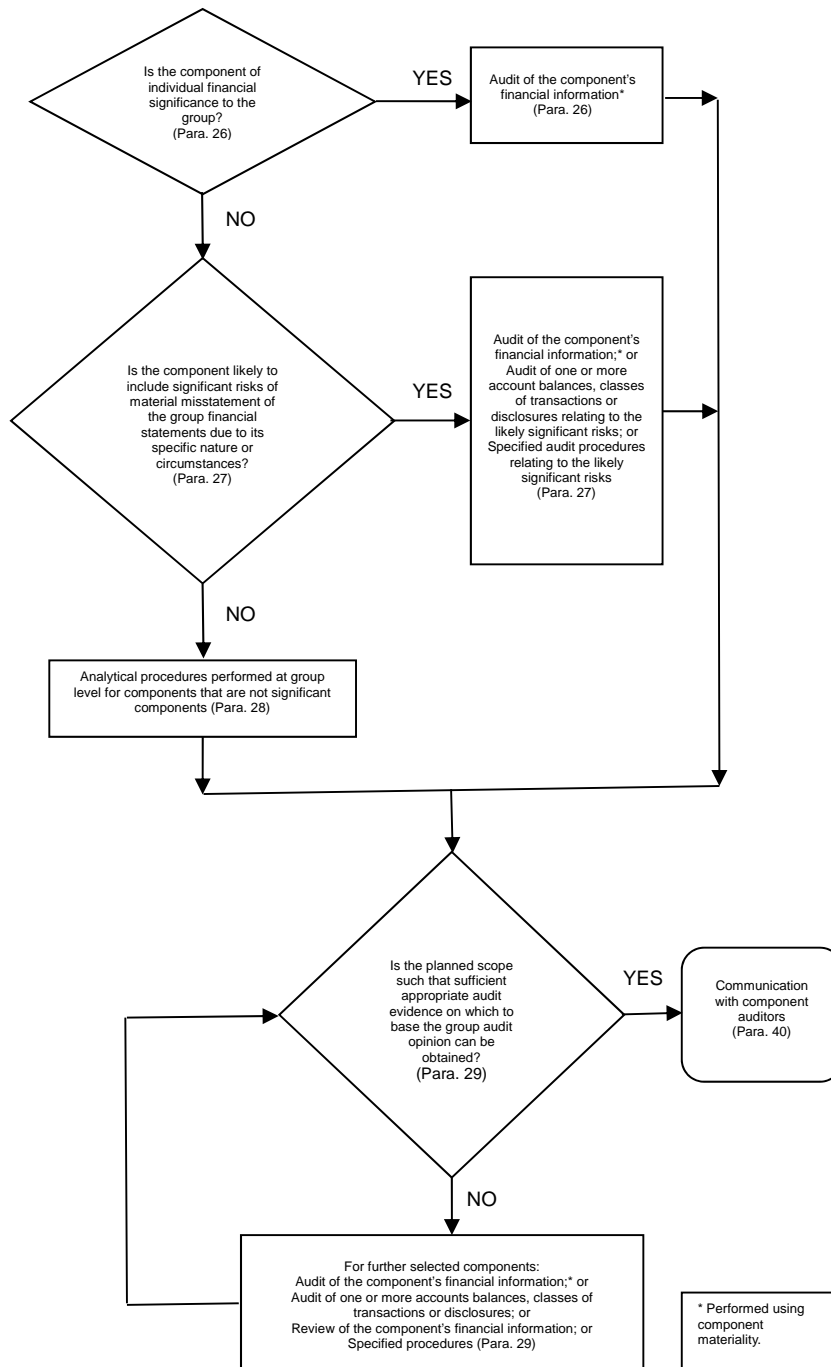 Is the component of
individual financial
significance to the
group?
(Para. 26)
YES
Audit of the component's
financial information*
(Para. 26)
NO
Is the component likely to
include significant risks of
material misstatement of
the group financial
statements due to its
specific nature or
circumstances?
(Para. 27)
YES
Audit of the component's
financial information;* or
Audit of one or more
account balances, classes
of transactions or
disclosures relating to the
likely significant risks; or
Specified audit procedures
relating to the likely
significant risks
(Para. 27)
NO
Analytical procedures performed at group
level for components that are not significant
components (Para. 28)
Is the planned scope
such that sufficient
appropriate audit
evidence on which to
base the group audit
opinion can be
obtained?
(Para. 29)
YES
Communication
with component
auditors
(Para. 40)
NO
For further selected components:
Audit of the component's financial information;* or
Audit of one or more accounts balances, classes of
transactions or disclosures; or
Review of the component's financial information; or
Specified procedures (Para. 29)
* Performed using
component
materiality.